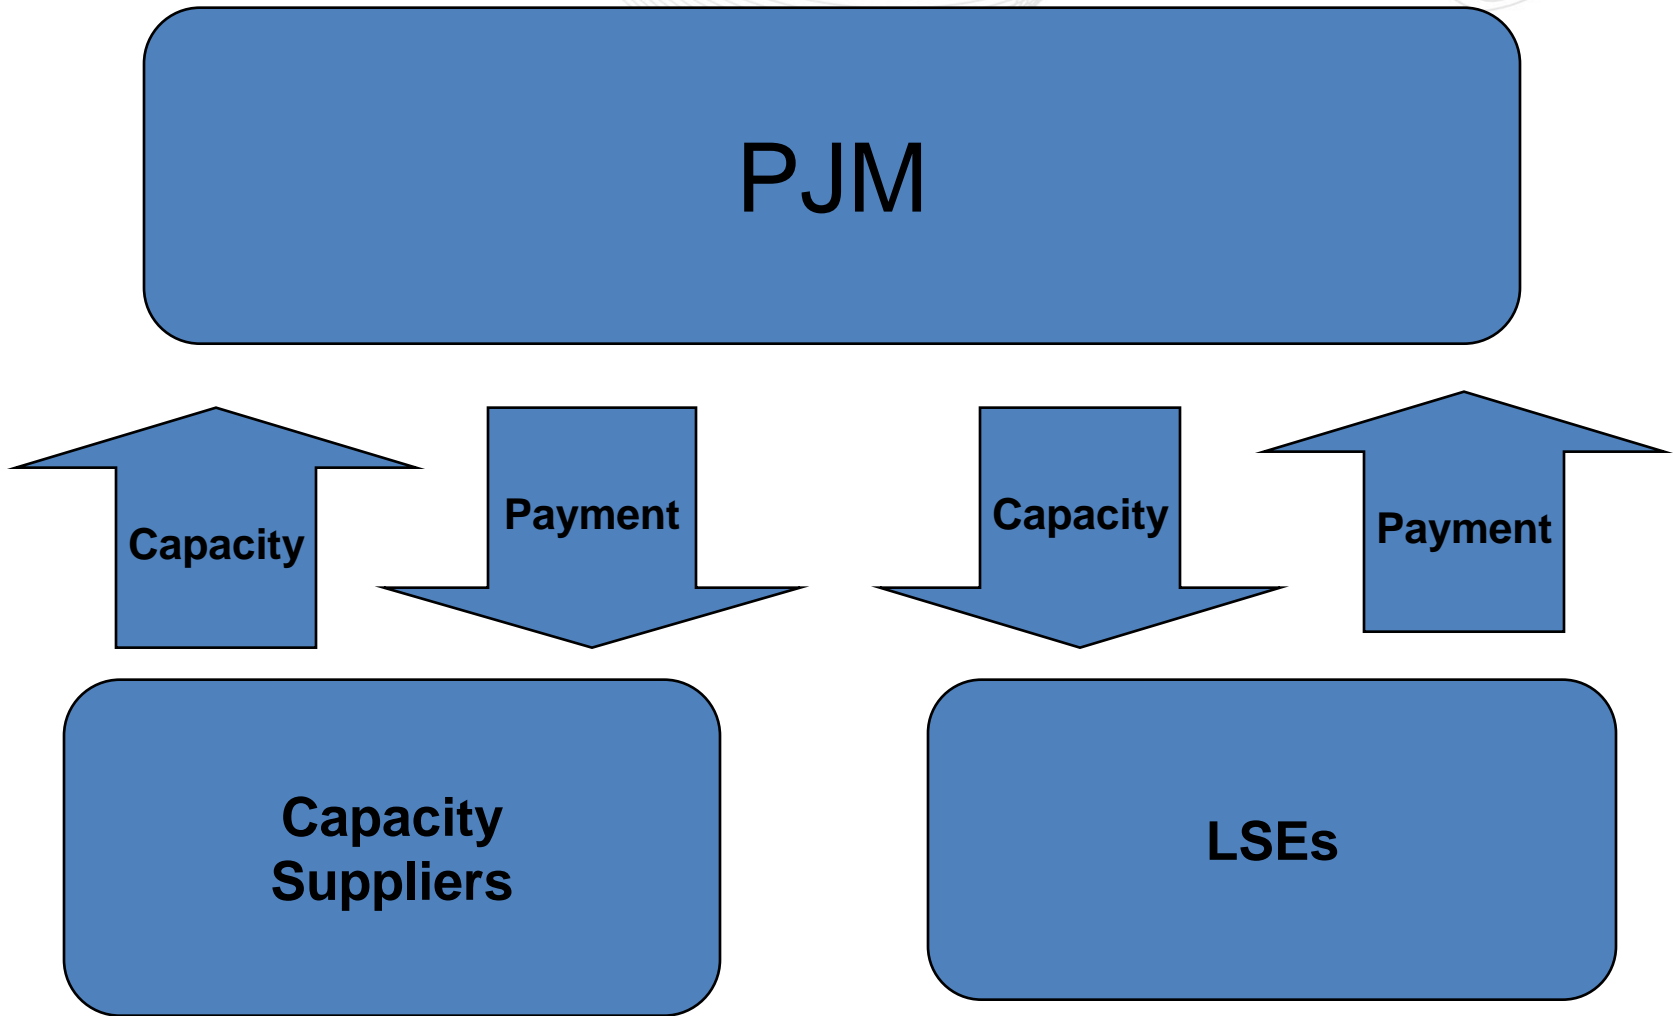 PJM
Capacity
Payment
Capacity
Payment
Capacity
Suppliers
LSEs